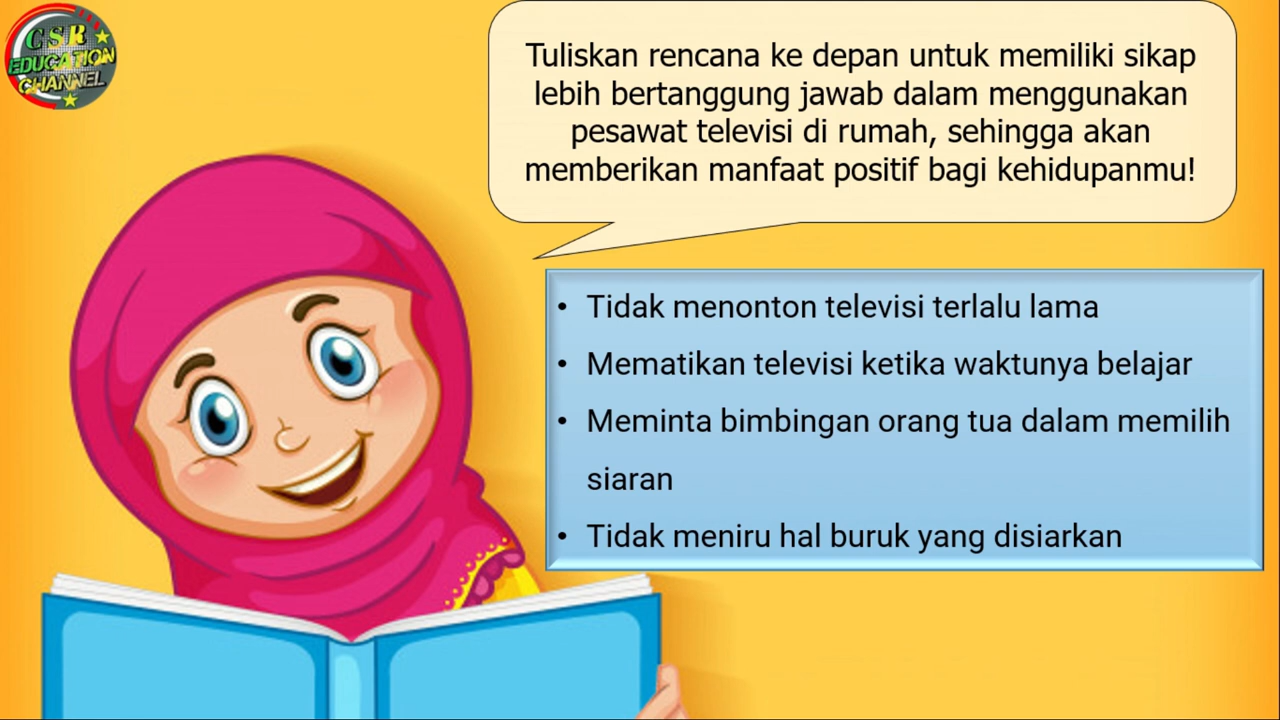 CSR
EDUCATION
CHANNEL
Tuliskan rencana ke depan untuk memiliki sikap
lebih bertanggung jawab dalam menggunakan
pesawat televisi di rumah, sehingga akan
memberikan manfaat positif bagi kehidupanmu!
• Tidak menonton televisi terlalu lama
• Mematikan televisi ketika waktunya belajar
• Meminta bimbingan orang tua dalam memilih
siaran
• Tidak meniru hal buruk yang disiarkan